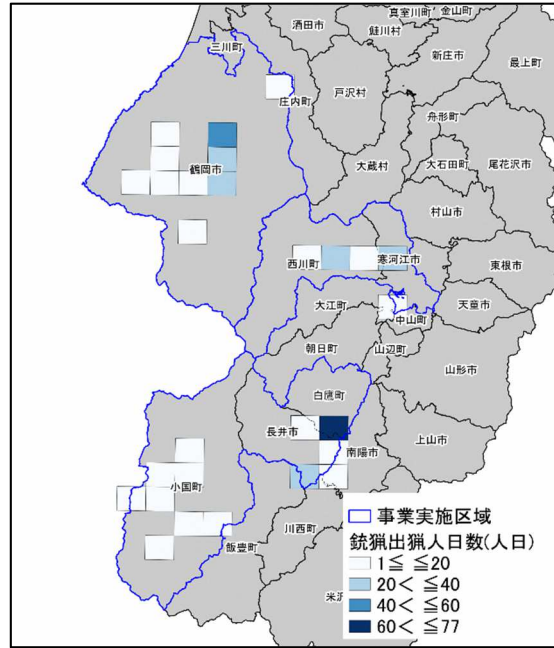 真室川町
金山町
酒田市
鮭川村
三川町
新庄市
最上町
戸沢村
庄内町
舟形町
大蔵村
大石田町
尾花沢市
鶴岡市
村山市
西川町
寒河江市
東根市
大江町
天童市
中山町
朝日町
山辺町
山形市
白鷹町
長井市
上山市
南陽市
小国町
川西町
飯豊町
米沢
事業実施区域
銃猟出猟人日数(人日)
1≦ ≦20
20< ≦40
40< ≦60
60< ≦77